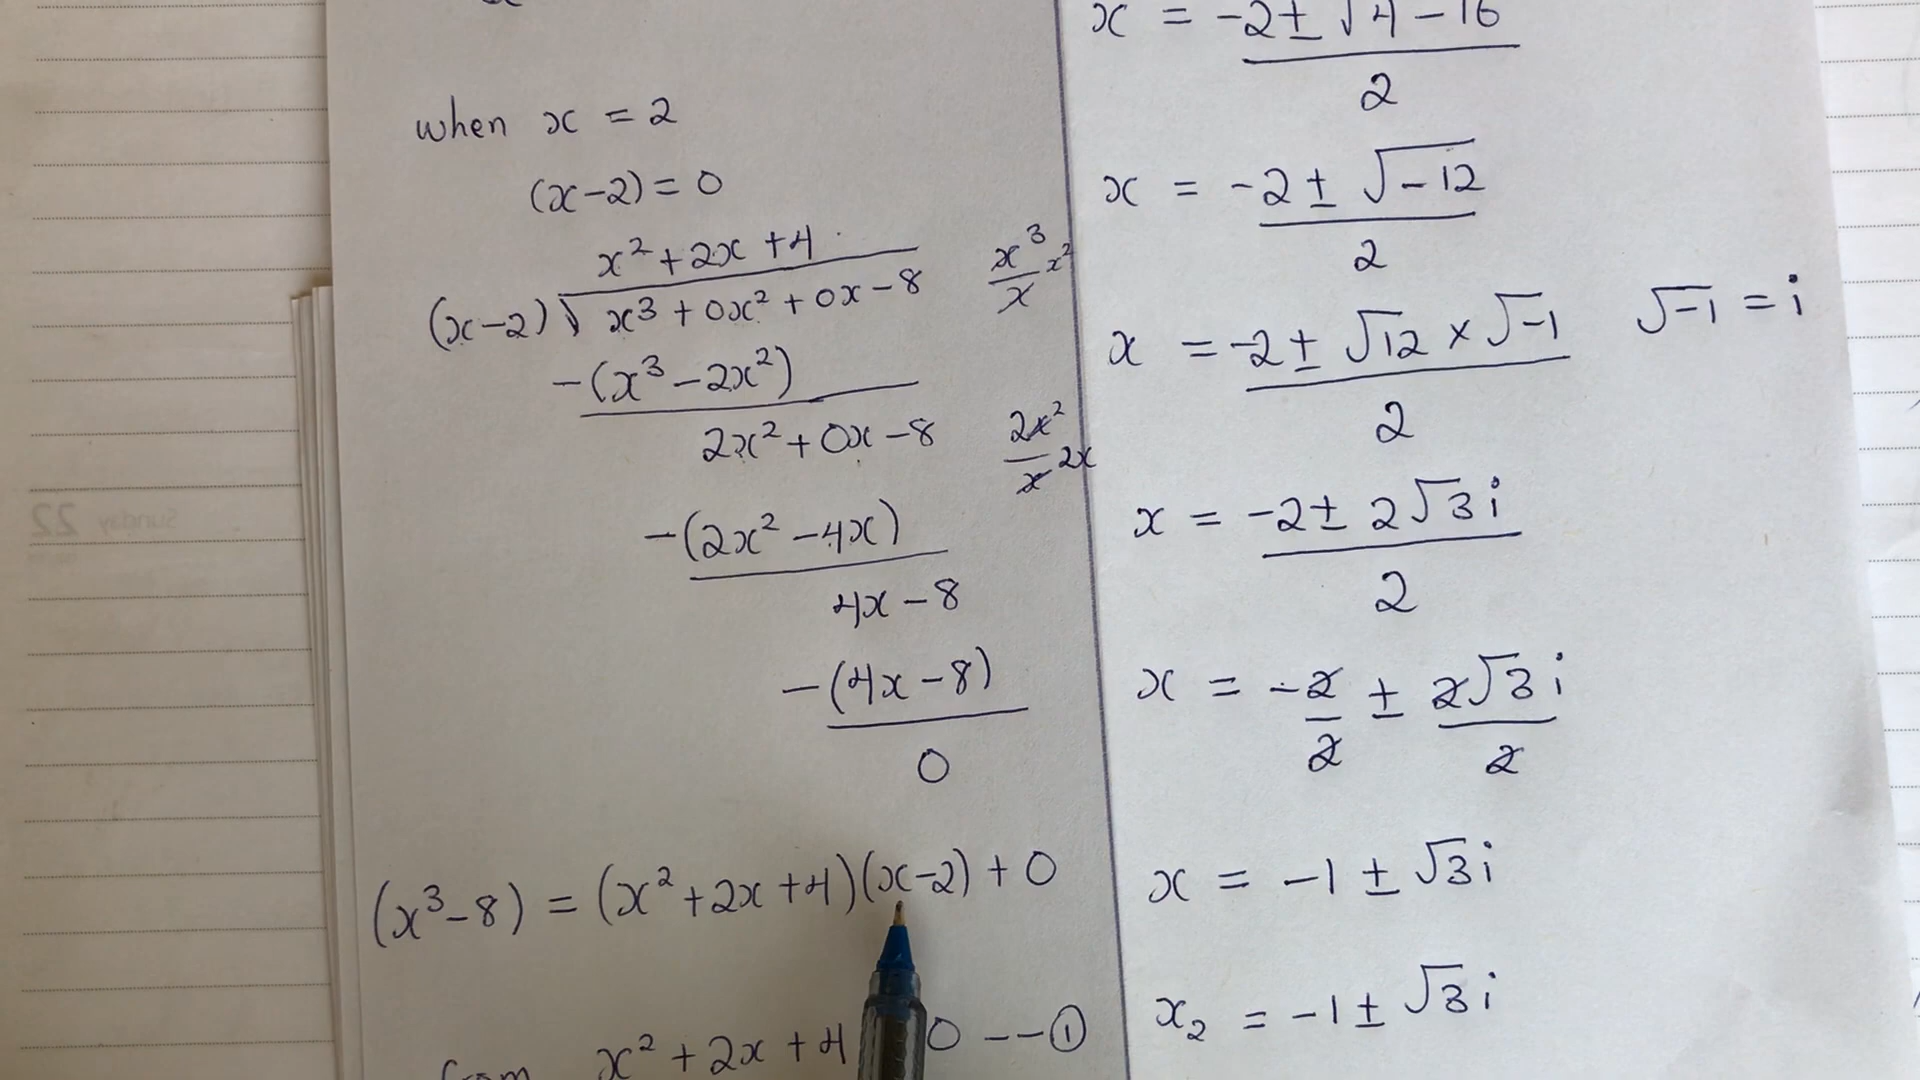 when x = 2
(x-2) = 0
x² + 2x + 4
(x-2) √ x³ + 0x² + 0x - 8
x³/x x²
-(x³ - 2x²)
2x² + 0x - 8
2x²/x 2x
-(2x² - 4x)
4x - 8
-(4x - 8)
0
(x³-8) = (x² + 2x + 4)(x-2) + 0
x² + 2x + 4 0 --①
x = (-2 ± √4 - 16)/2
x = (-2 ± √-12)/2
x = (-2 ± √12 × √-1)/2 √-1 = i
x = (-2 ± 2√3 i)/2
x = -2/2 ± 2√3 i/2
x = -1 ± √3 i
x₂ = -1 ± √3 i
Sunday 22